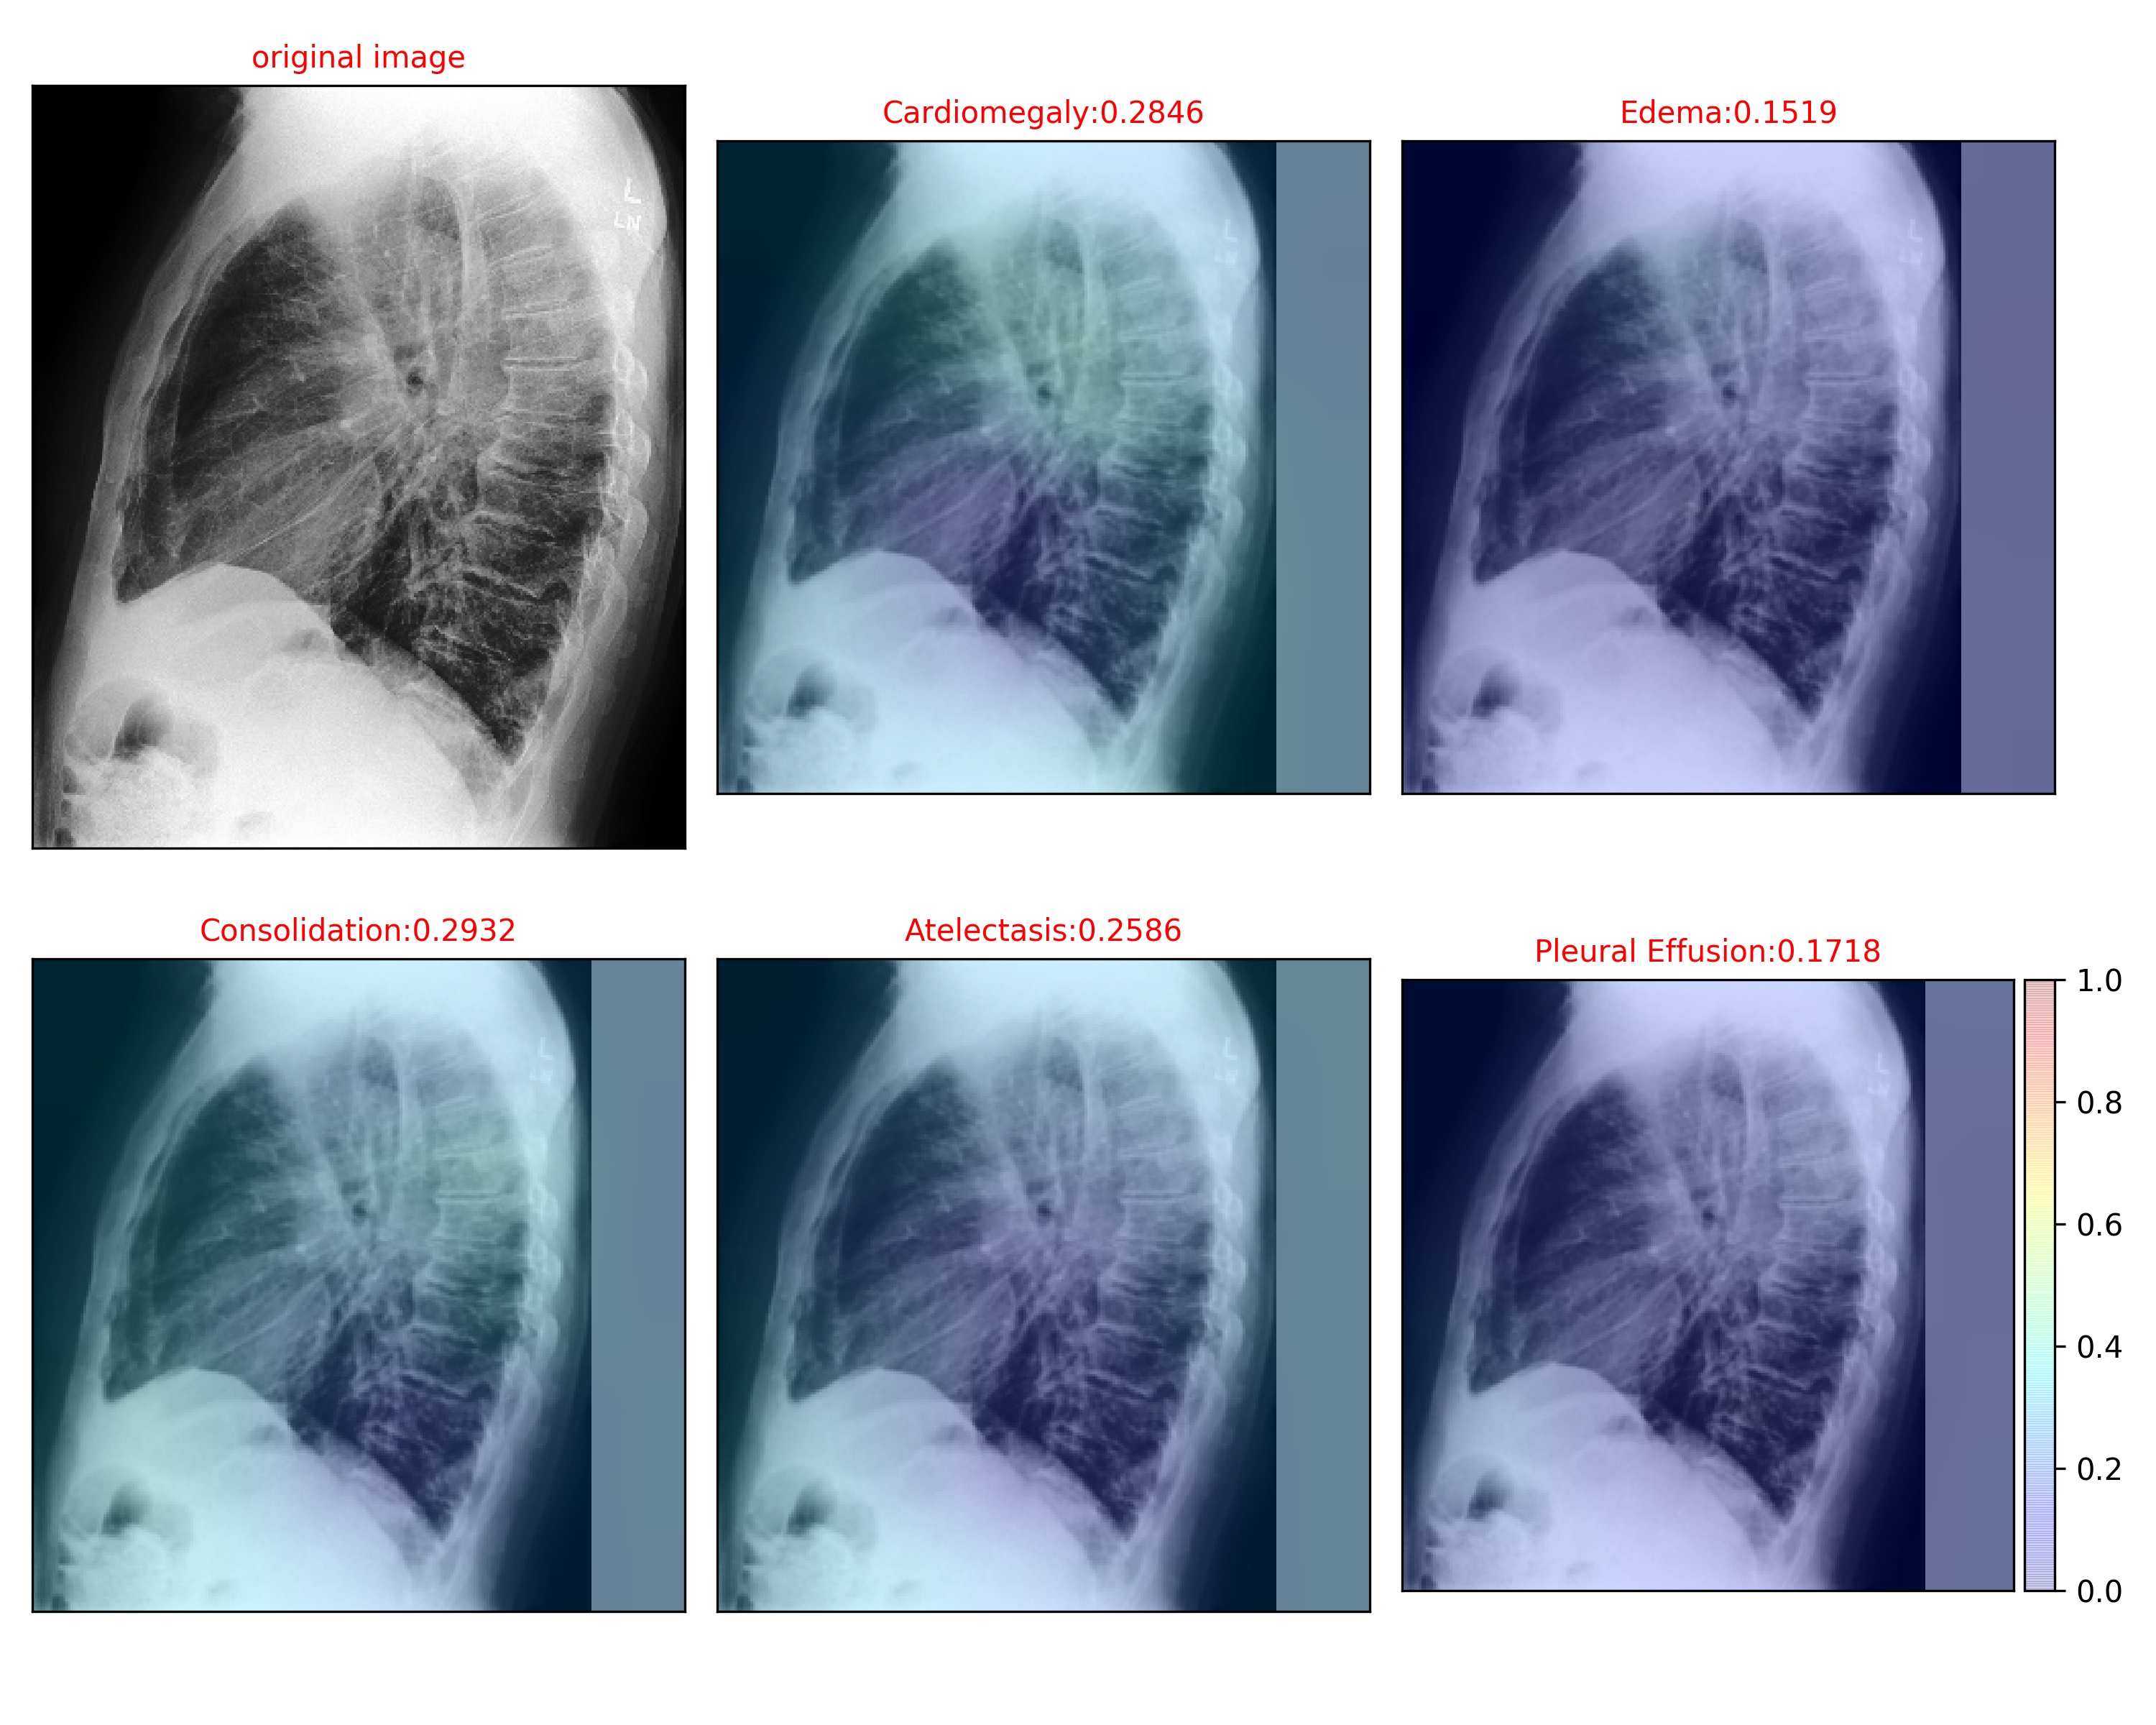 original image
Cardiomegaly:0.2846
Edema:0.1519
L
LN
Consolidation:0.2932
Atelectasis:0.2586
Pleural Effusion:0.1718
1.0
0.8
0.6
0.4
0.2
0.0